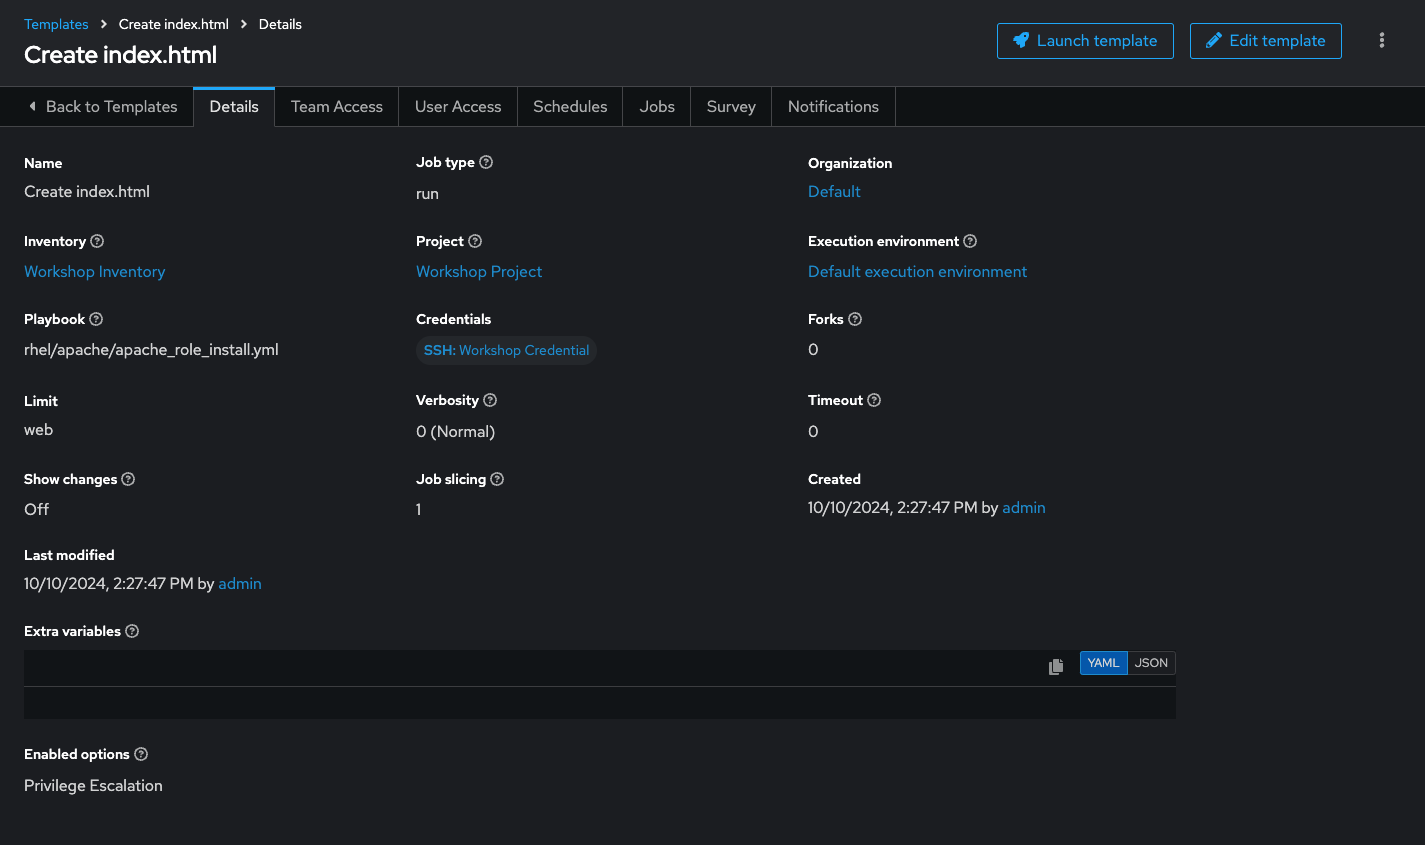 Templates > Create index.html > Details
Create index.html
Launch template
Edit template
Back to Templates
Details
Team Access
User Access
Schedules
Jobs
Survey
Notifications
Name
Create index.html
Job type
run
Organization
Default
Inventory
Workshop Inventory
Project
Workshop Project
Execution environment
Default execution environment
Playbook
rhel/apache/apache_role_install.yml
Credentials
SSH: Workshop Credential
Forks
0
Limit
web
Verbosity
0 (Normal)
Timeout
0
Show changes
Off
Job slicing
1
Created
10/10/2024, 2:27:47 PM by admin
Last modified
10/10/2024, 2:27:47 PM by admin
Extra variables
YAML
JSON
Enabled options
Privilege Escalation